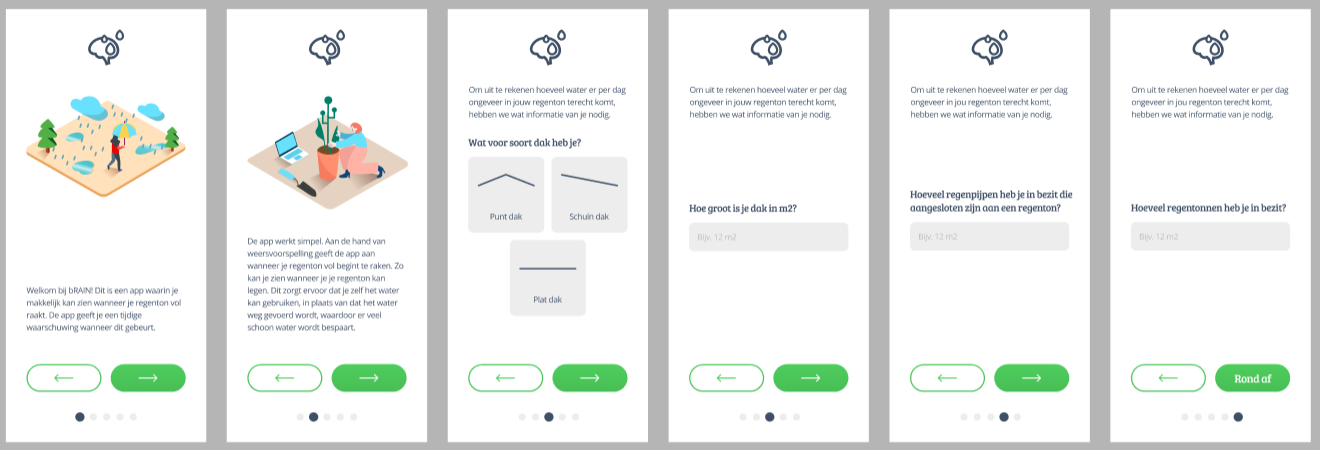 Welkom bij bRAIN! Dit is een app waarin je
makkelijk kan zien wanneer je regenton vol
raakt. De app geeft je een tijdige
waarschuwing wanneer dit gebeurt.
De app werkt simpel. Aan de hand van
weersvoorspelling geeft de app aan
wanneer je regenton vol begint te raken. Zo
kan je zien wanneer je je regenton kan
legen. Dit zorgt ervoor dat je zelf het water
kan gebruiken, in plaats van dat het water
weg gevoerd wordt, waardoor er veel
schoon water wordt bespaart.
Om uit te rekenen hoeveel water er per dag
ongeveer in jouw regenton terecht komt,
hebben we wat informatie van je nodig.
Wat voor soort dak heb je?
Punt dak
Schuin dak
Plat dak
Om uit te rekenen hoeveel water er per dag
ongeveer in jouw regenton terecht komt,
hebben we wat informatie van je nodig.
Hoe groot is je dak in m2?
Bijv. 12 m2
Om uit te rekenen hoeveel water er per dag
ongeveer in jou regenton terecht komt,
hebben we wat informatie van je nodig.
Hoeveel regenpijpen heb je in bezit die
aangesloten zijn aan een regenton?
Bijv. 12 m2
Om uit te rekenen hoeveel water er per dag
ongeveer in jou regenton terecht komt,
hebben we wat informatie van je nodig.
Hoeveel regentonnen heb je in bezit?
Bijv. 12 m2
Rond af